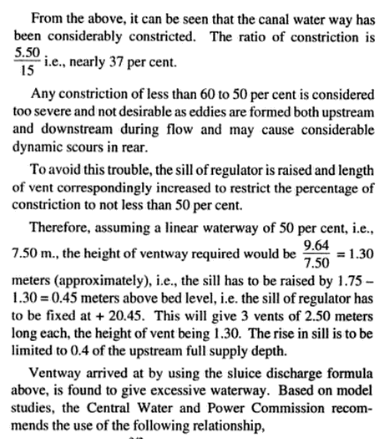 From the above, it can be seen that the canal water way has
been considerably constricted. The ratio of constriction is
5.50/15 i.e., nearly 37 per cent.
Any constriction of less than 60 to 50 per cent is considered
too severe and not desirable as eddies are formed both upstream
and downstream during flow and may cause considerable
dynamic scours in rear.
To avoid this trouble, the sill of regulator is raised and length
of vent correspondingly increased to restrict the percentage of
constriction to not less than 50 per cent.
Therefore, assuming a linear waterway of 50 per cent, i.e.,
7.50 m., the height of ventway required would be 9.64/7.50 = 1.30
meters (approximately), i.e., the sill has to be raised by 1.75 –
1.30 = 0.45 meters above bed level, i.e. the sill of regulator has
to be fixed at + 20.45. This will give 3 vents of 2.50 meters
long each, the height of vent being 1.30. The rise in sill is to be
limited to 0.4 of the upstream full supply depth.
Ventway arrived at by using the sluice discharge formula
above, is found to give excessive waterway. Based on model
studies, the Central Water and Power Commission recom-
mends the use of the following relationship,